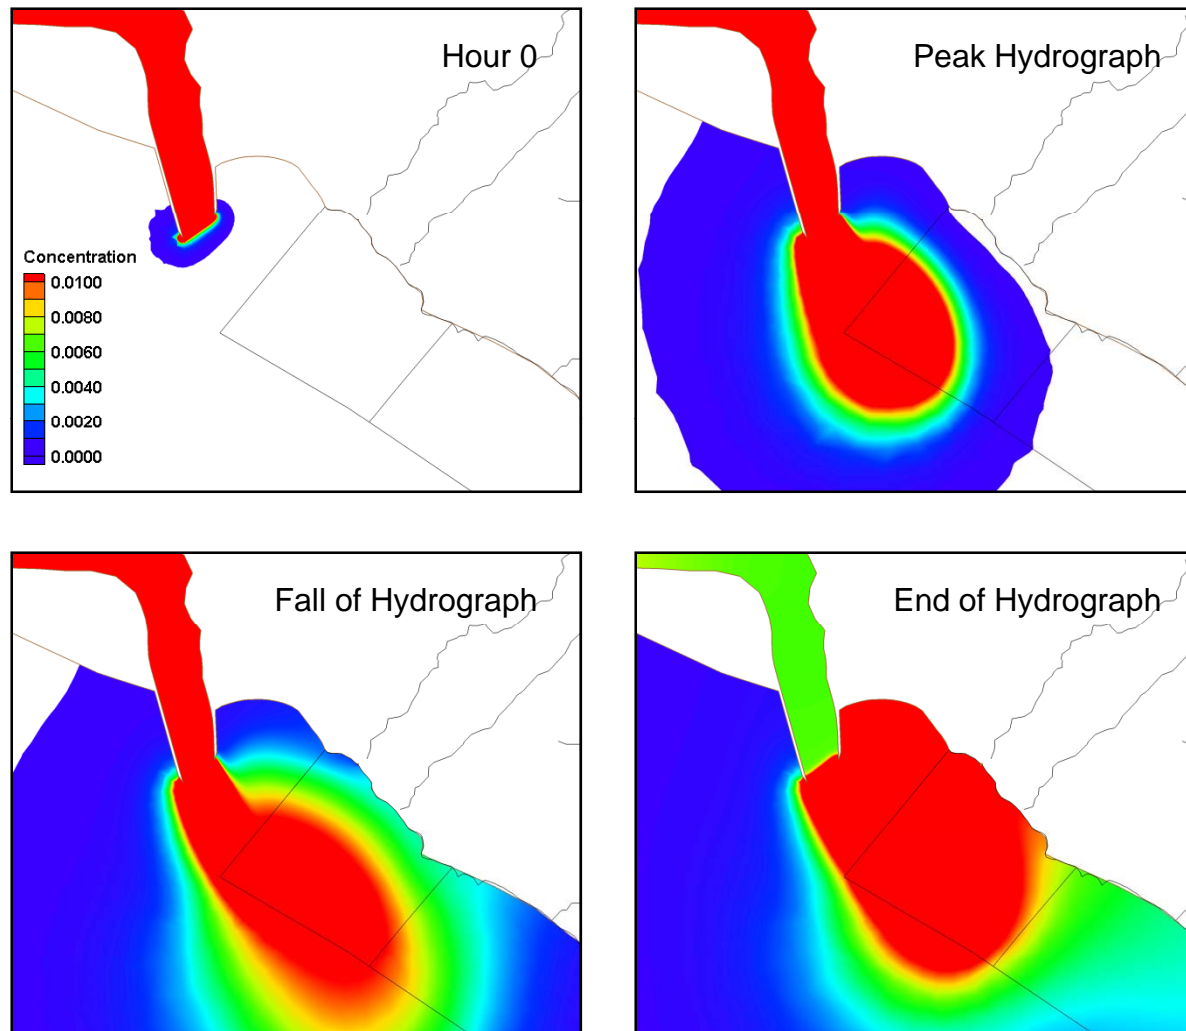 Hour 0
Peak Hydrograph
Concentration
0.0100
0.0080
0.0060
0.0040
0.0020
0.0000
Fall of Hydrograph
End of Hydrograph